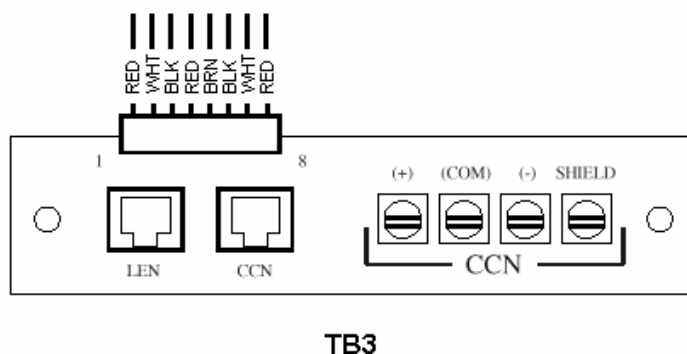 RED WHT BLK RED BRN BLK WHT RED
1 8
(+) (COM) (-) SHIELD
LEN CCN CCN
TB3